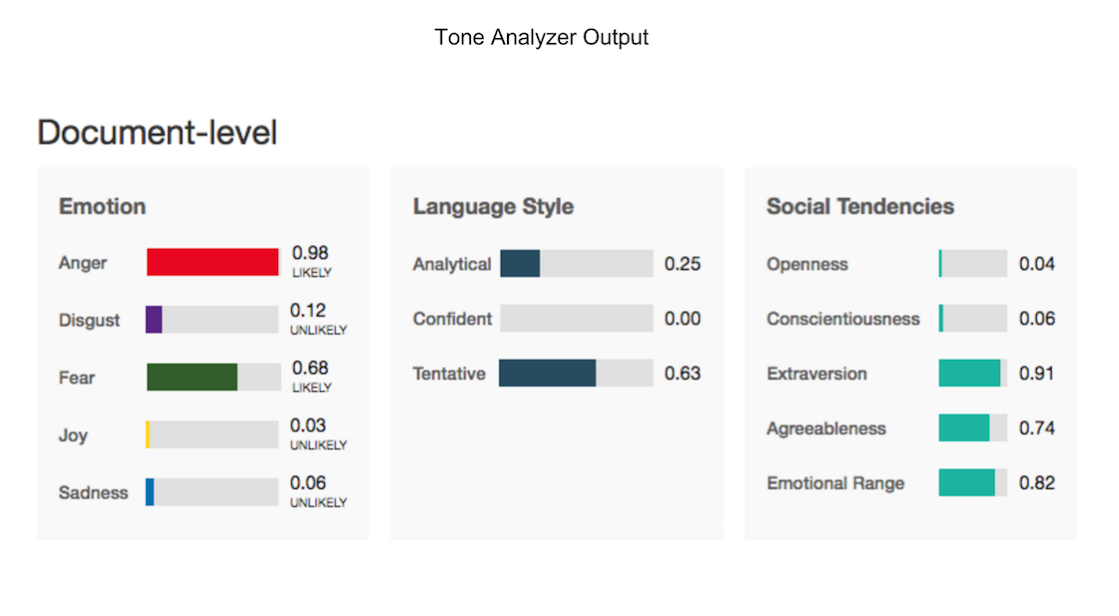 Tone Analyzer Output
Document-level
Emotion
Anger 0.98
LIKELY
Disgust 0.12
UNLIKELY
Fear 0.68
LIKELY
Joy 0.03
UNLIKELY
Sadness 0.06
UNLIKELY
Language Style
Analytical 0.25
Confident 0.00
Tentative 0.63
Social Tendencies
Openness 0.04
Conscientiousness 0.06
Extraversion 0.91
Agreeableness 0.74
Emotional Range 0.82